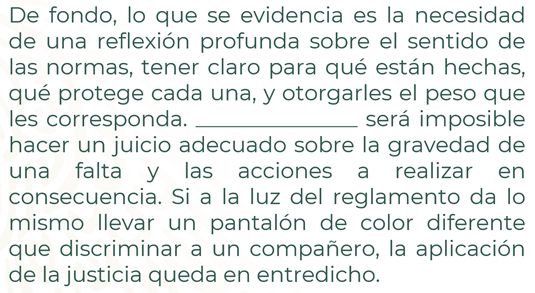 De fondo, lo que se evidencia es la necesidad
de una reflexión profunda sobre el sentido de
las normas, tener claro para qué están hechas,
qué protege cada una, y otorgarles el peso que
les corresponda. ________________ será imposible
hacer un juicio adecuado sobre la gravedad de
una falta y las acciones a realizar en
consecuencia. Si a la luz del reglamento da lo
mismo llevar un pantalón de color diferente
que discriminar a un compañero, la aplicación
de la justicia queda en entredicho.